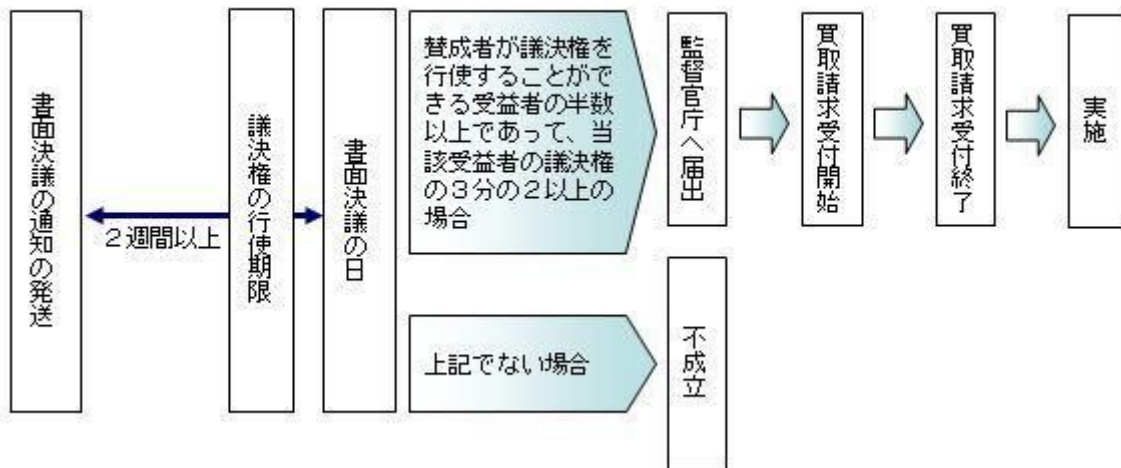 書面決議の通知の発送
２週間以上
議決権の行使期限
書面決議の日
賛成者が議決権を
行使することがで
きる受益者の半数
以上であって、当
該受益者の議決権
の３分の２以上の
場合
監督官庁へ届出
買取請求受付開始
買取請求受付終了
実施
上記でない場合
不成立